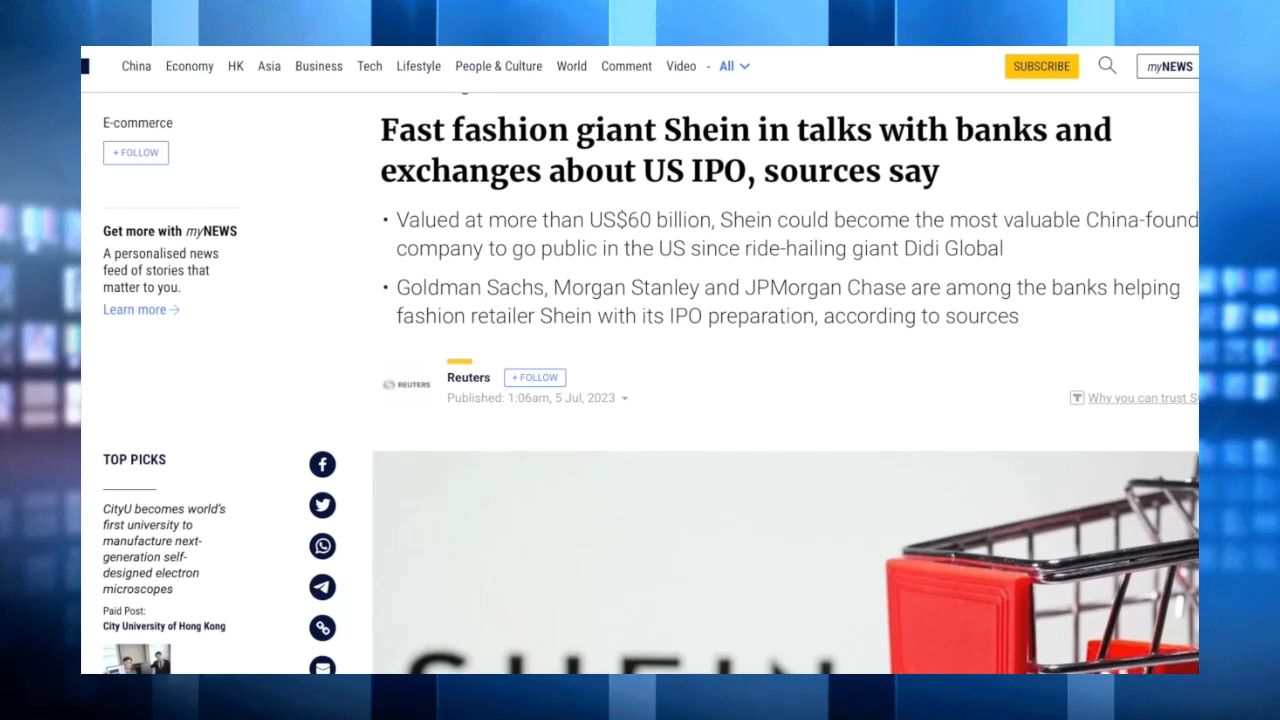 China Economy HK Asia Business Tech Lifestyle People & Culture World Comment Video - All
SUBSCRIBE
myNEWS
E-commerce
+ FOLLOW
Get more with myNEWS
A personalised news
feed of stories that
matter to you.
Learn more
Fast fashion giant Shein in talks with banks and
exchanges about US IPO, sources say
• Valued at more than US$60 billion, Shein could become the most valuable China-found
company to go public in the US since ride-hailing giant Didi Global
• Goldman Sachs, Morgan Stanley and JPMorgan Chase are among the banks helping
fashion retailer Shein with its IPO preparation, according to sources
REUTERS
Reuters
+ FOLLOW
Published: 1:06am, 5 Jul, 2023
Why you can trust S
TOP PICKS
CityU becomes world's
first university to
manufacture next-
generation self-
designed electron
microscopes
Paid Post:
City University of Hong Kong
SHEIN